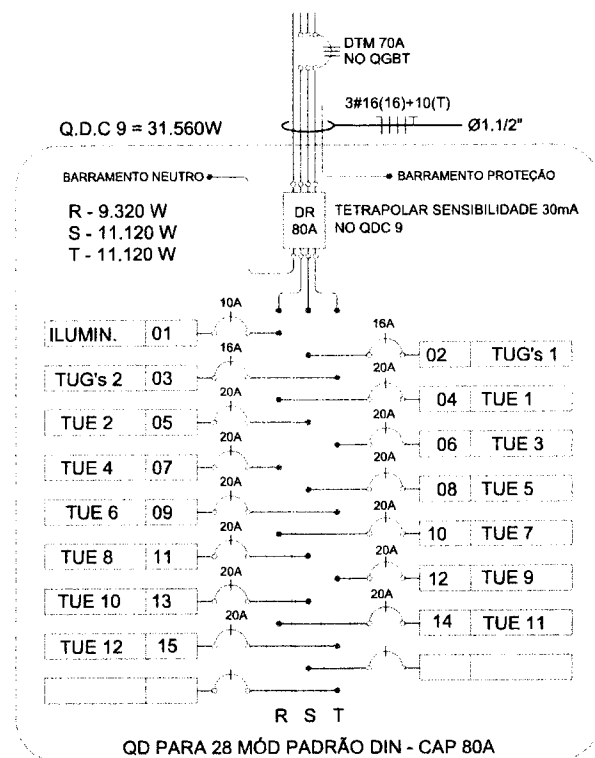 DTM 70A
NO QGBT
3#16(16)+10(T)
Q.D.C 9 = 31.560W
Ø1.1/2"
BARRAMENTO NEUTRO
BARRAMENTO PROTEÇÃO
R - 9.320 W
S - 11.120 W
T - 11.120 W
DR
80A
TETRAPOLAR SENSIBILIDADE 30mA
NO QDC 9
10A
ILUMIN. 01
16A
02 TUG's 1
16A
TUG's 2 03
20A
04 TUE 1
20A
TUE 2 05
20A
06 TUE 3
20A
TUE 4 07
20A
08 TUE 5
20A
TUE 6 09
20A
10 TUE 7
20A
TUE 8 11
20A
12 TUE 9
20A
TUE 10 13
20A
14 TUE 11
20A
TUE 12 15
R S T
QD PARA 28 MÓD PADRÃO DIN - CAP 80A